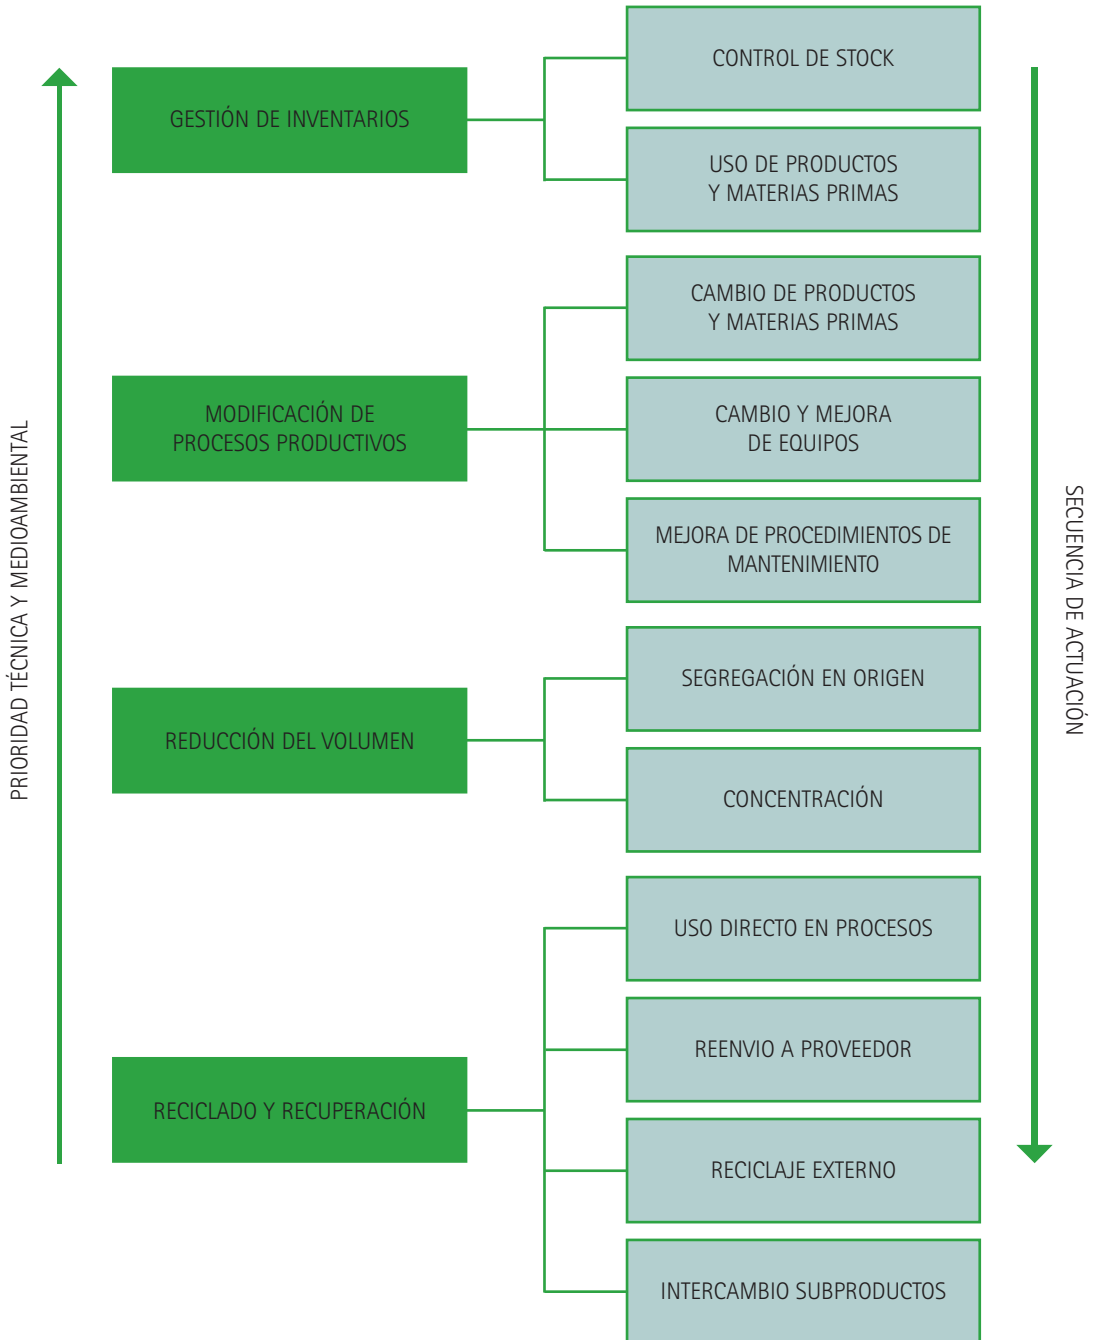 PRIORIDAD TÉCNICA Y MEDIOAMBIENTAL
GESTIÓN DE INVENTARIOS
CONTROL DE STOCK
USO DE PRODUCTOS
Y MATERIAS PRIMAS
MODIFICACIÓN DE
PROCESOS PRODUCTIVOS
CAMBIO DE PRODUCTOS
Y MATERIAS PRIMAS
CAMBIO Y MEJORA
DE EQUIPOS
MEJORA DE PROCEDIMIENTOS DE
MANTENIMIENTO
REDUCCIÓN DEL VOLUMEN
SEGREGACIÓN EN ORIGEN
CONCENTRACIÓN
RECICLADO Y RECUPERACIÓN
USO DIRECTO EN PROCESOS
REENVIO A PROVEEDOR
RECICLAJE EXTERNO
INTERCAMBIO SUBPRODUCTOS
SECUENCIA DE ACTUACIÓN